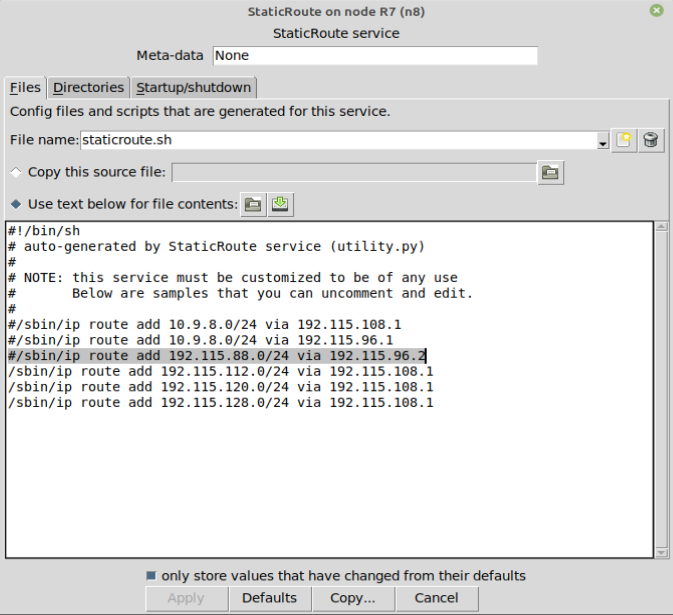 StaticRoute on node R7 (n8)
StaticRoute service
Meta-data None
Files Directories Startup/shutdown
Config files and scripts that are generated for this service.
File name: staticroute.sh
Copy this source file:
Use text below for file contents:
#!/bin/sh
# auto-generated by StaticRoute service (utility.py)
#
# NOTE: this service must be customized to be of any use
#       Below are samples that you can uncomment and edit.
#
#/sbin/ip route add 10.9.8.0/24 via 192.115.108.1
#/sbin/ip route add 10.9.8.0/24 via 192.115.96.1
#/sbin/ip route add 192.115.88.0/24 via 192.115.96.2
/sbin/ip route add 192.115.112.0/24 via 192.115.108.1
/sbin/ip route add 192.115.120.0/24 via 192.115.108.1
/sbin/ip route add 192.115.128.0/24 via 192.115.108.1
only store values that have changed from their defaults
Apply Defaults Copy... Cancel